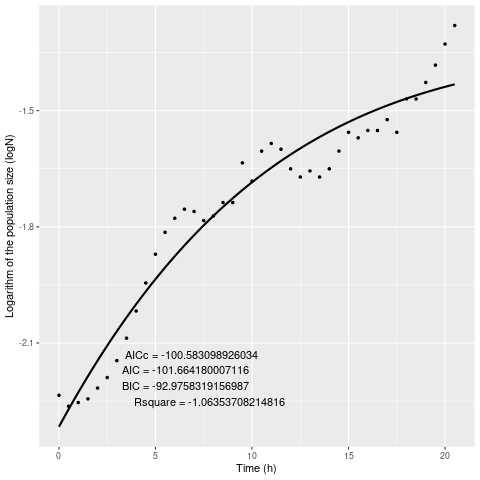 -1.5
-1.8
-2.1
Logarithm of the population size (logN)
AICc = -100.583098926034
AIC = -101.664180007116
BIC = -92.9758319156987
Rsquare = -1.06353708214816
0 5 10 15 20
Time (h)